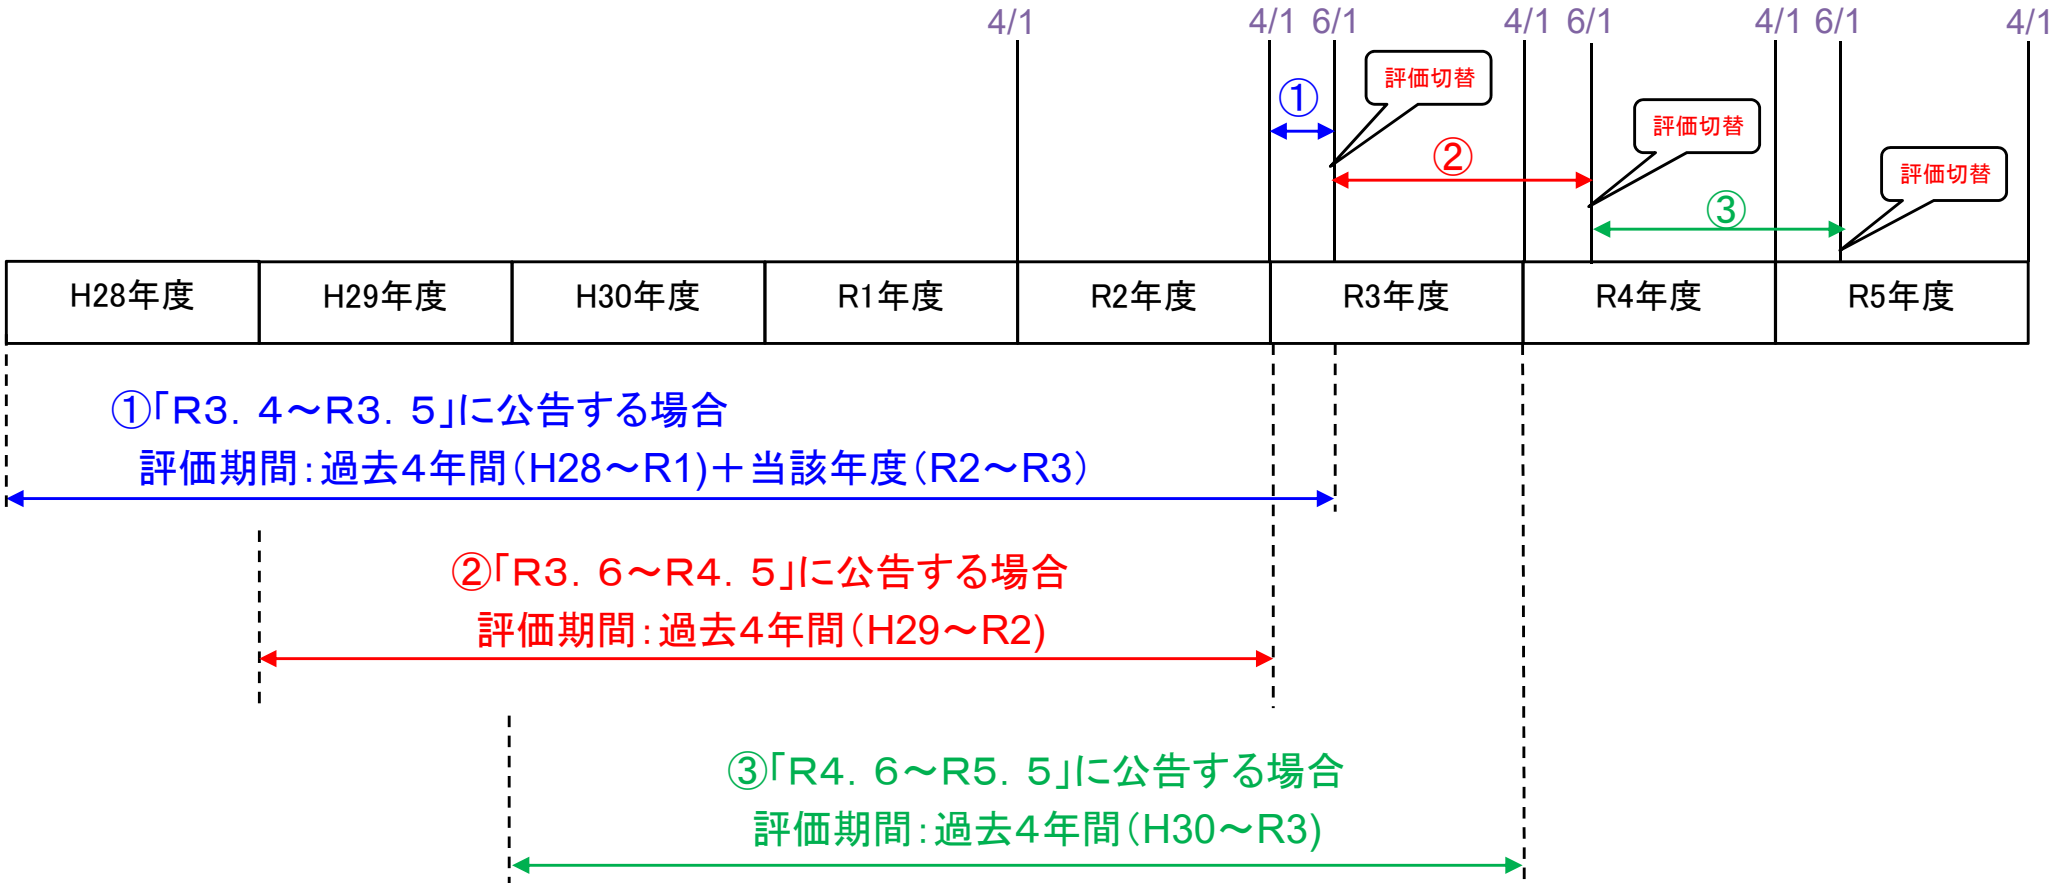 4/1 4/1 6/1 4/1 6/1 4/1 6/1 4/1
評価切替
①
評価切替
②
評価切替
③
H28年度 H29年度 H30年度 R1年度 R2年度 R3年度 R4年度 R5年度
①「R3．4～R3．5」に公告する場合
評価期間：過去4年間（H28～R1)＋当該年度（R2～R3）
②「R3．6～R4．5」に公告する場合
評価期間：過去4年間（H29～R2)
③「R4．6～R5．5」に公告する場合
評価期間：過去4年間（H30～R3)